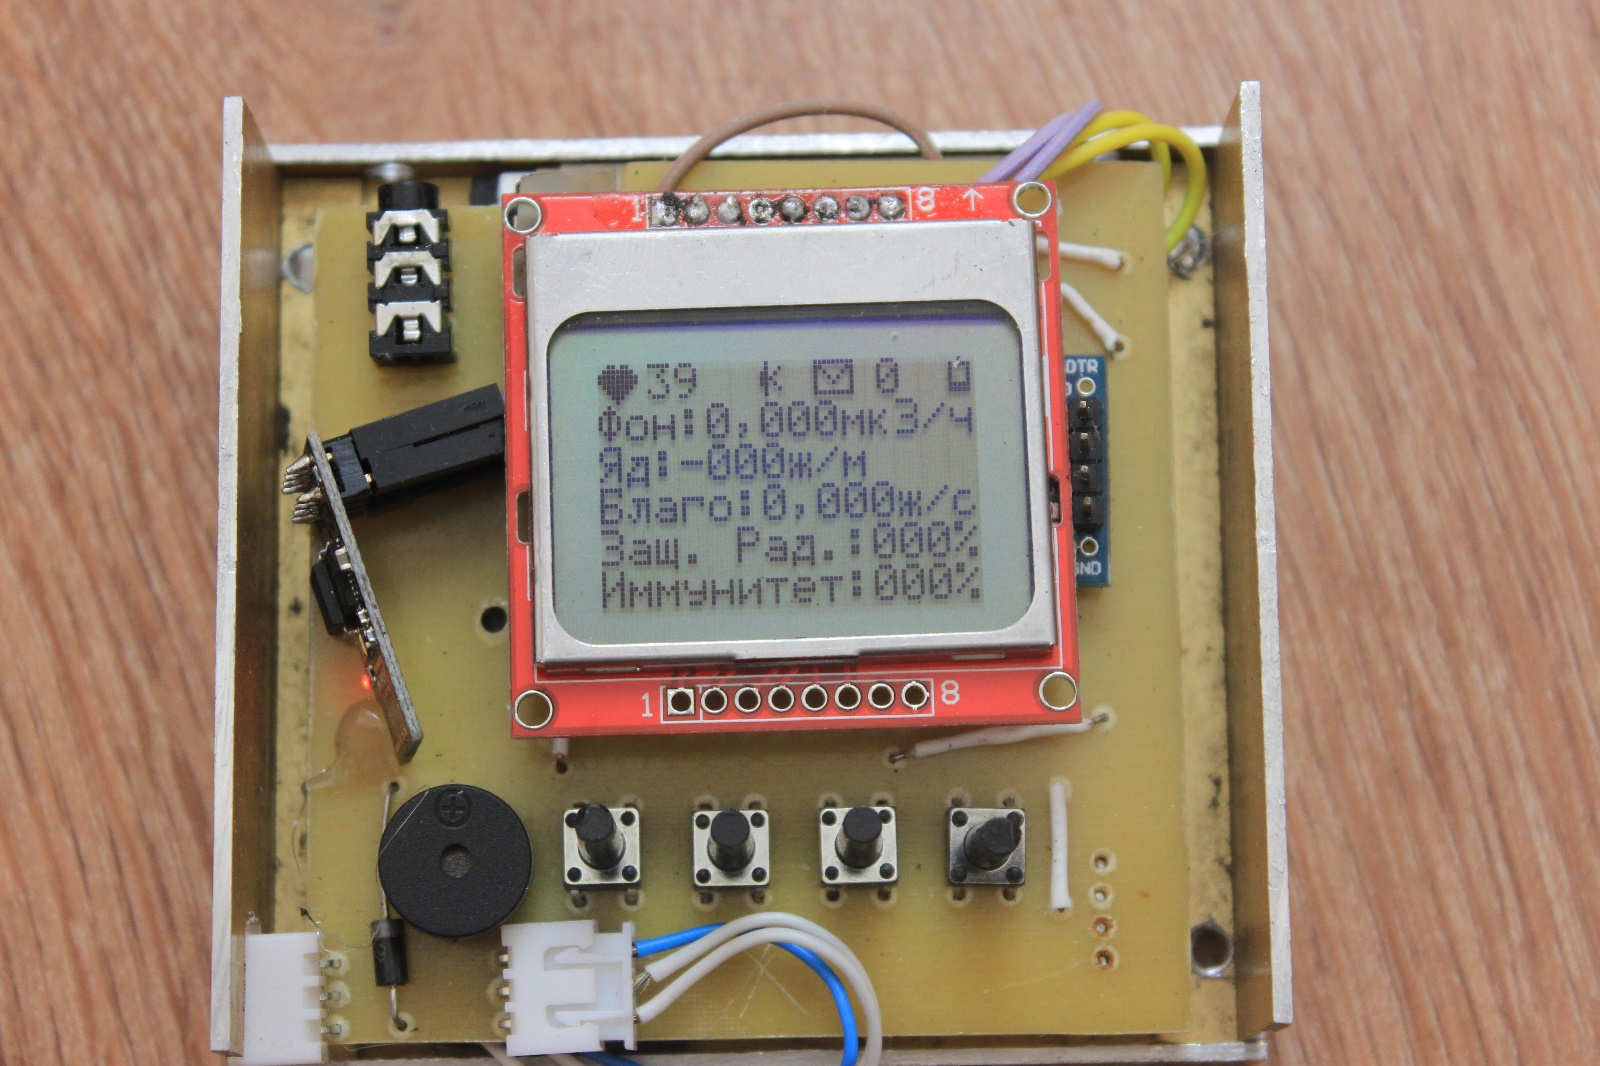 1 8 ↑
39 к 0
Фон:0,000мкЗ/ч
Яд:-000ж/м
Благо:0,000ж/с
Защ. Рад.:000%
Иммунитет:000%
DTR
GND
1 8